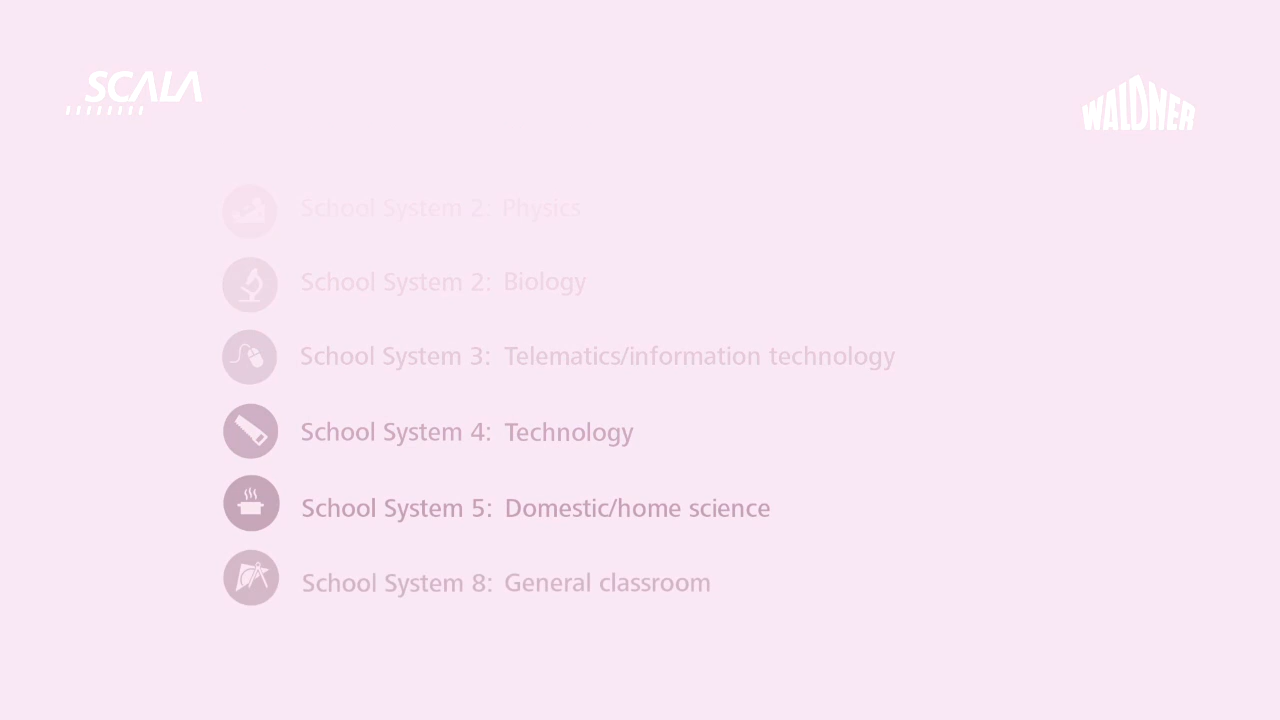 SCALA
WALDNER
School System 2: Physics
School System 2: Biology
School System 3: Telematics/information technology
School System 4: Technology
School System 5: Domestic/home science
School System 8: General classroom